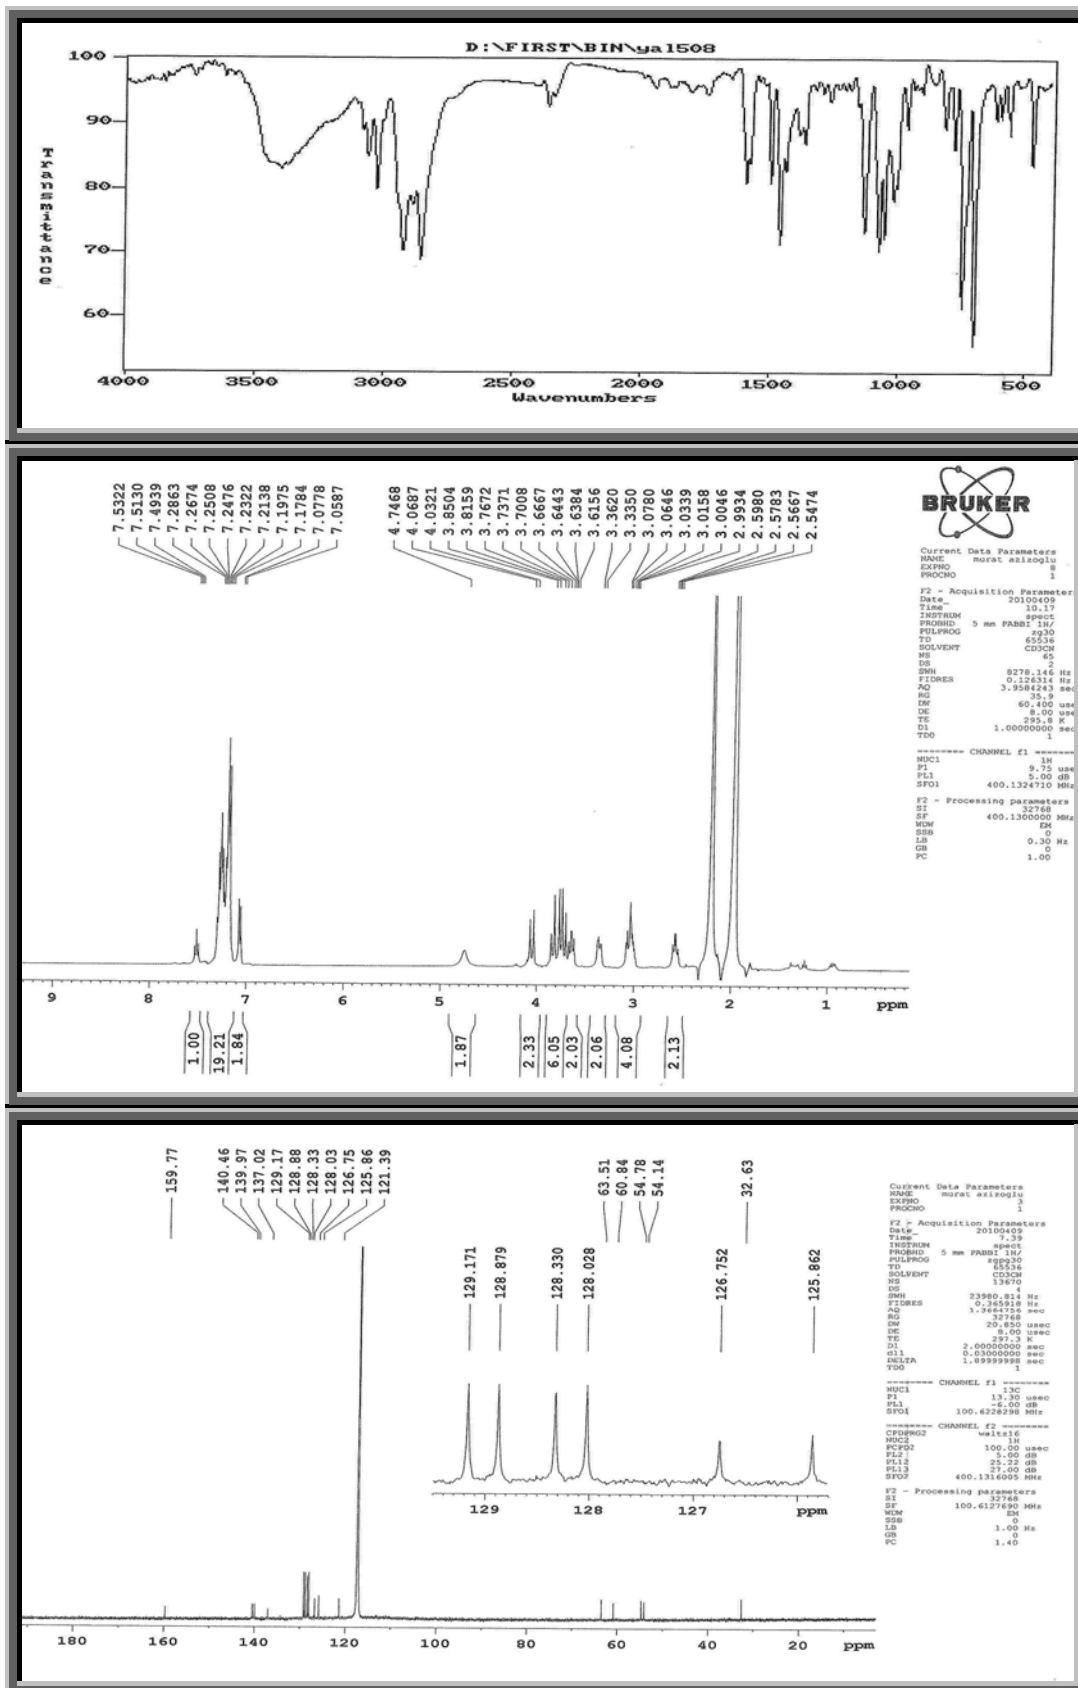 D:\FIRST\BIN\ya1508
Transmittance
100
90
80
70
60
4000 3500 3000 2500 2000 1500 1000 500
Wavenumbers
7.5322
7.5130
7.4939
7.2863
7.2674
7.2508
7.2476
7.2322
7.2138
7.1975
7.1784
7.0778
7.0587
4.7468
4.0687
4.0321
3.8504
3.8159
3.7672
3.7371
3.7008
3.6667
3.6443
3.6384
3.6156
3.3620
3.3350
3.0780
3.0646
3.0339
3.0158
3.0046
2.9934
2.5980
2.5783
2.5667
2.5474
BRUKER
Current Data Parameters
NAME murat azizoglu
EXPNO 8
PROCNO 1
F2 - Acquisition Parameter
Date_ 20100409
Time 10.17
INSTRUM spect
PROBHD 5 mm PABBI 1H/
PULPROG zg30
TD 65536
SOLVENT CD3CN
NS 65
DS 2
SWH 8278.146 Hz
FIDRES 0.126314 Hz
AQ 3.9584243 sec
RG 35.9
DW 60.400 use
DE 8.00 use
TE 295.8 K
D1 1.00000000 sec
TD0 1
======== CHANNEL f1 =======
NUC1 1H
P1 9.75 use
PL1 5.00 dB
SFO1 400.1324710 MHz
F2 - Processing parameters
SI 32768
SF 400.1300000 MHz
WDW EM
SSB 0
LB 0.30 Hz
GB 0
PC 1.00
9 8 7 6 5 4 3 2 1 ppm
1.00
19.21
1.84
1.87
2.33
6.05
2.03
2.06
4.08
2.13
159.77
140.46
139.97
137.02
129.17
128.88
128.33
128.03
126.75
125.86
121.39
63.51
60.84
54.78
54.14
32.63
129.171
128.879
128.330
128.028
126.752
125.862
129 128 127 ppm
Current Data Parameters
NAME murat azizoglu
EXPNO 3
PROCNO 1
F2 - Acquisition Parameters
Date_ 20100409
Time 7.39
INSTRUM spect
PROBHD 5 mm PABBI 1H/
PULPROG zgpg30
TD 65536
SOLVENT CD3CN
NS 13670
DS 4
SWH 23980.814 Hz
FIDRES 0.365918 Hz
AQ 1.3664756 sec
RG 32768
DW 20.850 usec
DE 8.00 usec
TE 297.3 K
D1 2.00000000 sec
d11 0.03000000 sec
DELTA 1.89999998 sec
TD0 1
======== CHANNEL f1 ========
NUC1 13C
P1 13.30 usec
PL1 -6.00 dB
SFO1 100.6228298 MHz
======== CHANNEL f2 ========
CPDPRG2 waltz16
NUC2 1H
PCPD2 100.00 usec
PL2 5.00 dB
PL12 25.22 dB
PL13 27.00 dB
SFO2 400.1316005 MHz
F2 - Processing parameters
SI 32768
SF 100.6127690 MHz
WDW EM
SSB 0
LB 1.00 Hz
GB 0
PC 1.40
180 160 140 120 100 80 60 40 20 ppm